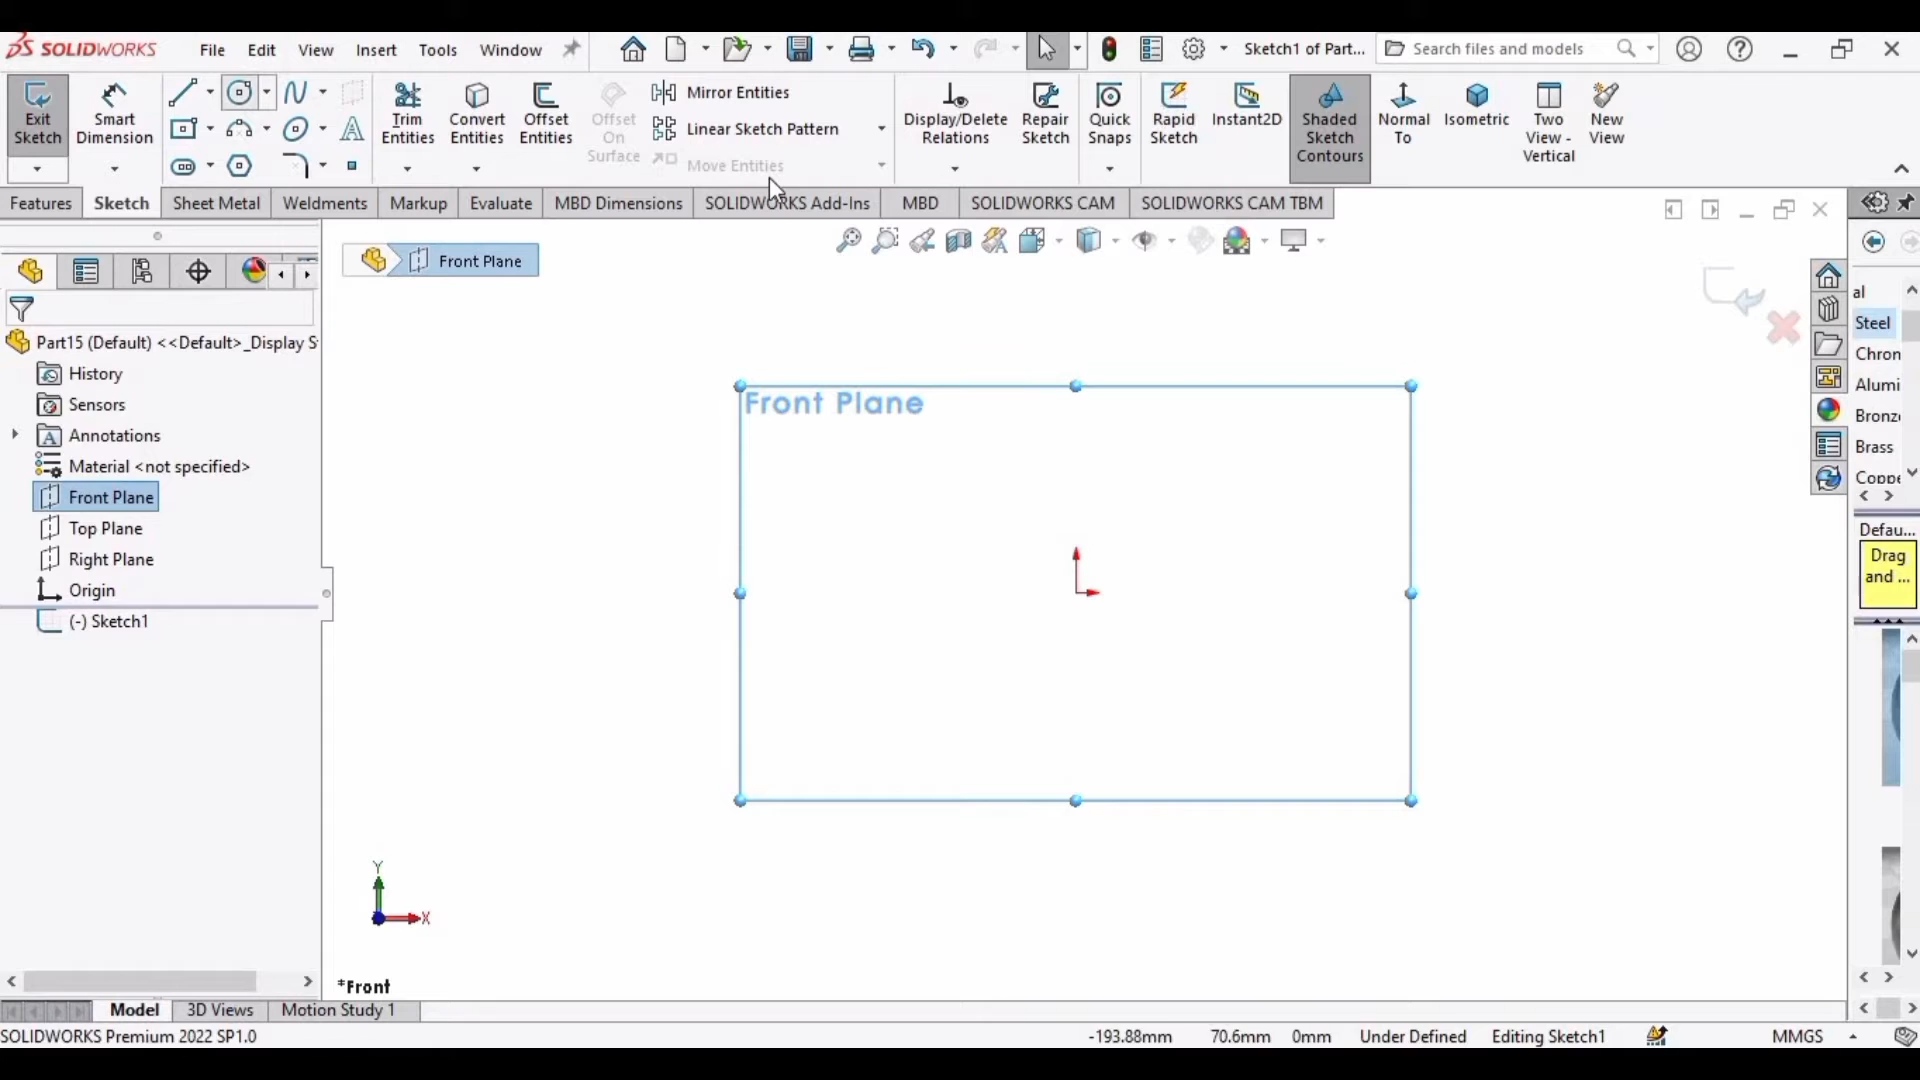 SOLIDWORKS File Edit View Insert Tools Window Sketch1 of Part... Search files and models
Exit Sketch
Smart Dimension
Trim Entities
Convert Entities
Offset Entities
Offset On Surface
Mirror Entities
Linear Sketch Pattern
Move Entities
Display/Delete Relations
Repair Sketch
Quick Snaps
Rapid Sketch
Instant2D
Shaded Sketch Contours
Normal To
Isometric
Two View - Vertical
New View
Features Sketch Sheet Metal Weldments Markup Evaluate MBD Dimensions SOLIDWORKS Add-Ins MBD SOLIDWORKS CAM SOLIDWORKS CAM TBM
Front Plane
Part15 (Default) <<Default>_Display S
History
Sensors
Annotations
Material <not specified>
Front Plane
Top Plane
Right Plane
Origin
(-) Sketch1
Front Plane
Y
X
*Front
al
Steel
Chron
Alumi
Bronze
Brass
Coppe
Defau...
Drag
and ...
Model 3D Views Motion Study 1
SOLIDWORKS Premium 2022 SP1.0 -193.88mm 70.6mm 0mm Under Defined Editing Sketch1 MMGS